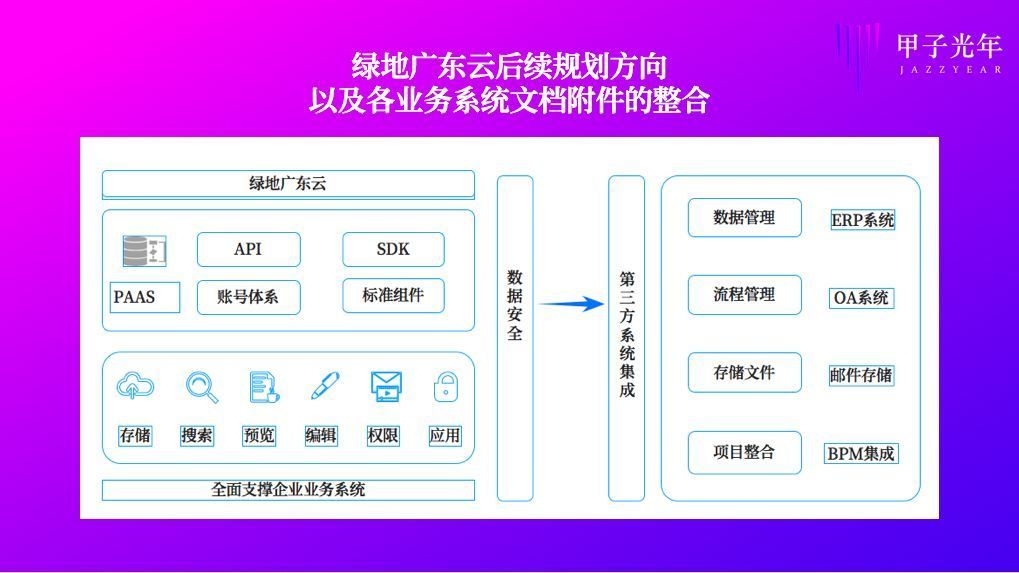 甲子光年
JAZZYEAR
绿地广东云后续规划方向
以及各业务系统文档附件的整合
绿地广东云
API
SDK
PAAS
账号体系
标准组件
存储
搜索
预览
编辑
权限
应用
全面支撑企业业务系统
数据安全
第三方系统集成
数据管理
ERP系统
流程管理
OA系统
存储文件
邮件存储
项目整合
BPM集成